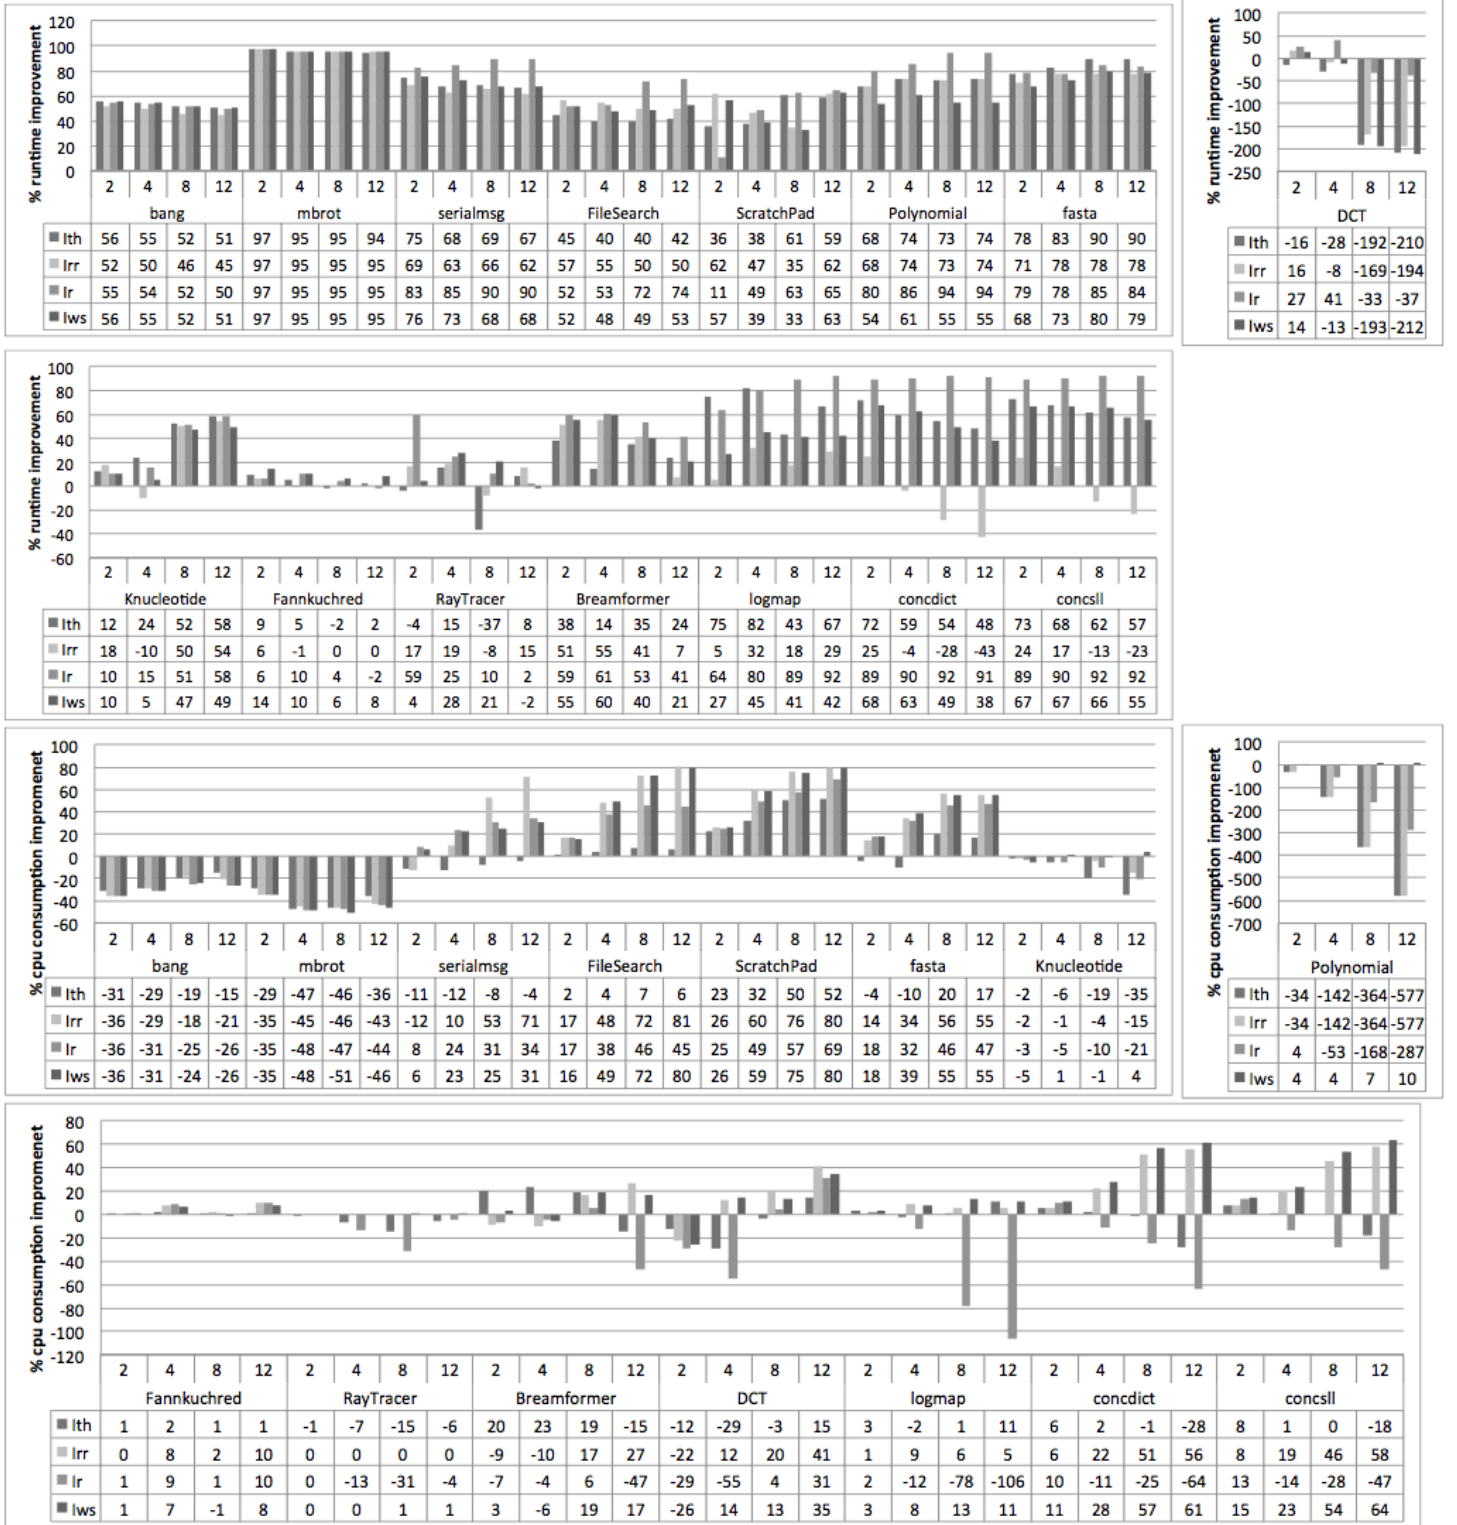 % runtime improvement
120
100
80
60
40
20
0
2 4 8 12 2 4 8 12 2 4 8 12 2 4 8 12 2 4 8 12 2 4 8 12 2 4 8 12
bang mbrot serialmsg FileSearch ScratchPad Polynomial fasta
Ith 56 55 52 51 97 95 95 94 75 68 69 67 45 40 40 42 36 38 61 59 68 74 73 74 78 83 90 90
Irr 52 50 46 45 97 95 95 95 69 63 66 62 57 55 50 50 62 47 35 62 68 74 73 74 71 78 78 78
Ir 55 54 52 50 97 95 95 95 83 85 90 90 52 53 72 74 11 49 63 65 80 86 94 94 79 78 85 84
Iws 56 55 52 51 97 95 95 95 76 73 68 68 52 48 49 53 57 39 33 63 54 61 55 55 68 73 80 79
% runtime improvement
100
50
0
-50
-100
-150
-200
-250
2 4 8 12
DCT
Ith -16 -28 -192 -210
Irr 16 -8 -169 -194
Ir 27 41 -33 -37
Iws 14 -13 -193 -212
% runtime improvement
100
80
60
40
20
0
-20
-40
-60
2 4 8 12 2 4 8 12 2 4 8 12 2 4 8 12 2 4 8 12 2 4 8 12 2 4 8 12
Knucleotide Fannkuchred RayTracer Breamformer logmap concdict concsll
Ith 12 24 52 58 9 5 -2 2 -4 15 -37 8 38 14 35 24 75 82 43 67 72 59 54 48 73 68 62 57
Irr 18 -10 50 54 6 -1 0 0 17 19 -8 15 51 55 41 7 5 32 18 29 25 -4 -28 -43 24 17 -13 -23
Ir 10 15 51 58 6 10 4 -2 59 25 10 2 59 61 53 41 64 80 89 92 89 90 92 91 89 90 92 92
Iws 10 5 47 49 14 10 6 8 4 28 21 -2 55 60 40 21 27 45 41 42 68 63 49 38 67 67 66 55
% cpu consumption impromenet
100
80
60
40
20
0
-20
-40
-60
2 4 8 12 2 4 8 12 2 4 8 12 2 4 8 12 2 4 8 12 2 4 8 12 2 4 8 12
bang mbrot serialmsg FileSearch ScratchPad fasta Knucleotide
Ith -31 -29 -19 -15 -29 -47 -46 -36 -11 -12 -8 -4 2 4 7 6 23 32 50 52 -4 -10 20 17 -2 -6 -19 -35
Irr -36 -29 -18 -21 -35 -45 -46 -43 -12 10 53 71 17 48 72 81 26 60 76 80 14 34 56 55 -2 -1 -4 -15
Ir -36 -31 -25 -26 -35 -48 -47 -44 8 24 31 34 17 38 46 45 25 49 57 69 18 32 46 47 -3 -5 -10 -21
Iws -36 -31 -24 -26 -35 -48 -51 -46 6 23 25 31 16 49 72 80 26 59 75 80 18 39 55 55 -5 1 -1 4
% cpu consumption impromenet
100
0
-100
-200
-300
-400
-500
-600
-700
2 4 8 12
Polynomial
Ith -34 -142 -364 -577
Irr -34 -142 -364 -577
Ir 4 -53 -168 -287
Iws 4 4 7 10
% cpu consumption impromenet
80
60
40
20
0
-20
-40
-60
-80
-100
-120
2 4 8 12 2 4 8 12 2 4 8 12 2 4 8 12 2 4 8 12 2 4 8 12 2 4 8 12
Fannkuchred RayTracer Breamformer DCT logmap concdict concsll
Ith 1 2 1 1 -1 -7 -15 -6 20 23 19 -15 -12 -29 -3 15 3 -2 1 11 6 2 -1 -28 8 1 0 -18
Irr 0 8 2 10 0 0 0 0 -9 -10 17 27 -22 12 20 41 1 9 6 5 6 22 51 56 8 19 46 58
Ir 1 9 1 10 0 -13 -31 -4 -7 -4 6 -47 -29 -55 4 31 2 -12 -78 -106 10 -11 -25 -64 13 -14 -28 -47
Iws 1 7 -1 8 0 0 1 1 3 -6 19 17 -26 14 13 35 3 8 13 11 11 28 57 61 15 23 54 64